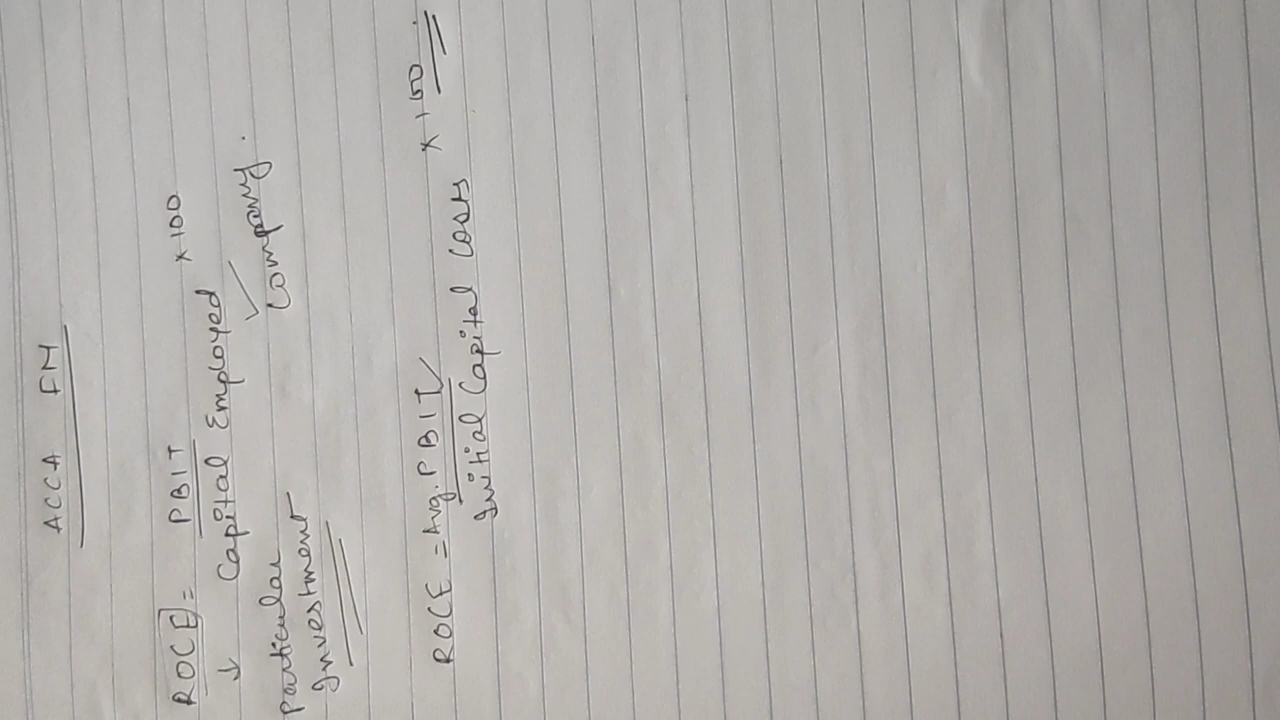 ACCA FM
ROCE = PBIT × 100
Capital Employed
↓
Company.
Particular
Investment
ROCE = Avg. PBIT × 100.
Initial Capital Costs